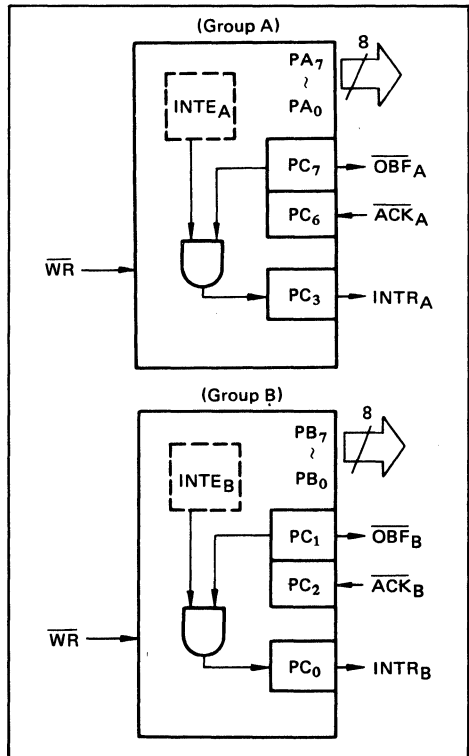 (Group A)
8
PA7
~
PA0
INTEA
PC7
OBFA
PC6
ACKA
WR
PC3
INTRA
(Group B)
8
PB7
~
PB0
INTEB
PC1
OBFB
PC2
ACKB
WR
PC0
INTRB